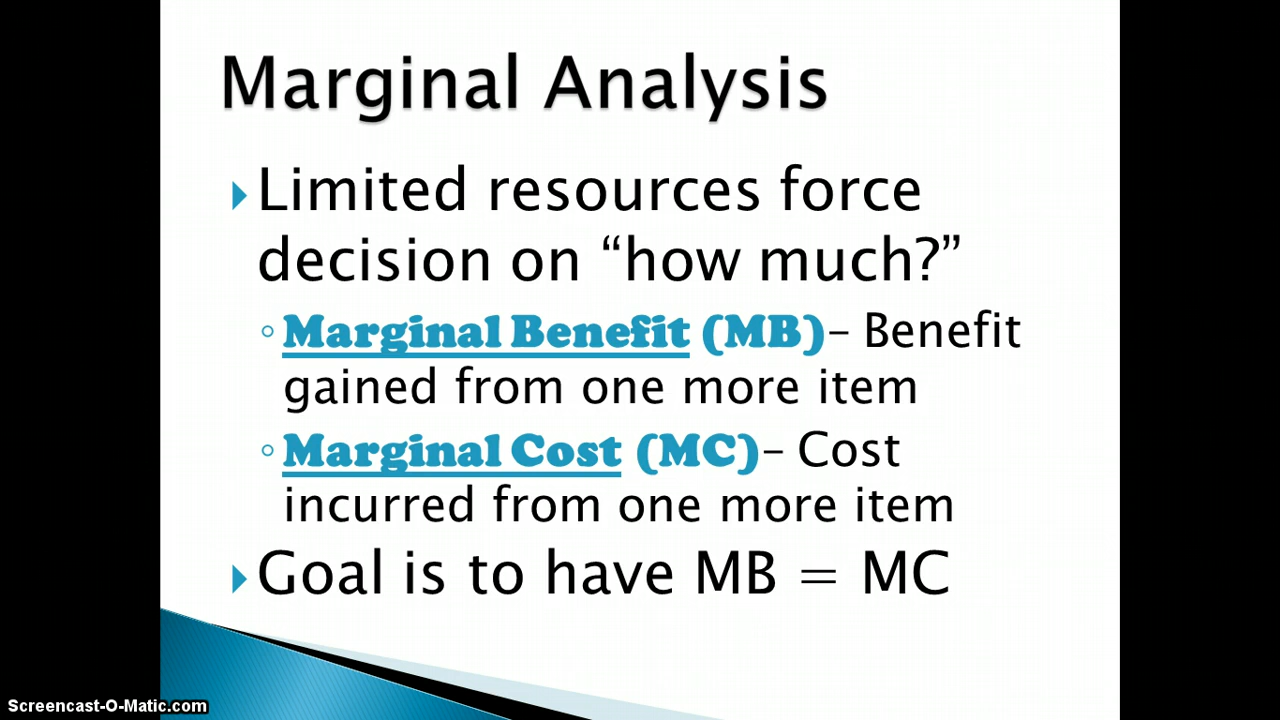 Marginal Analysis
Limited resources force
decision on “how much?”
Marginal Benefit (MB)– Benefit
gained from one more item
Marginal Cost (MC)– Cost
incurred from one more item
Goal is to have MB = MC
Screencast-O-Matic.com